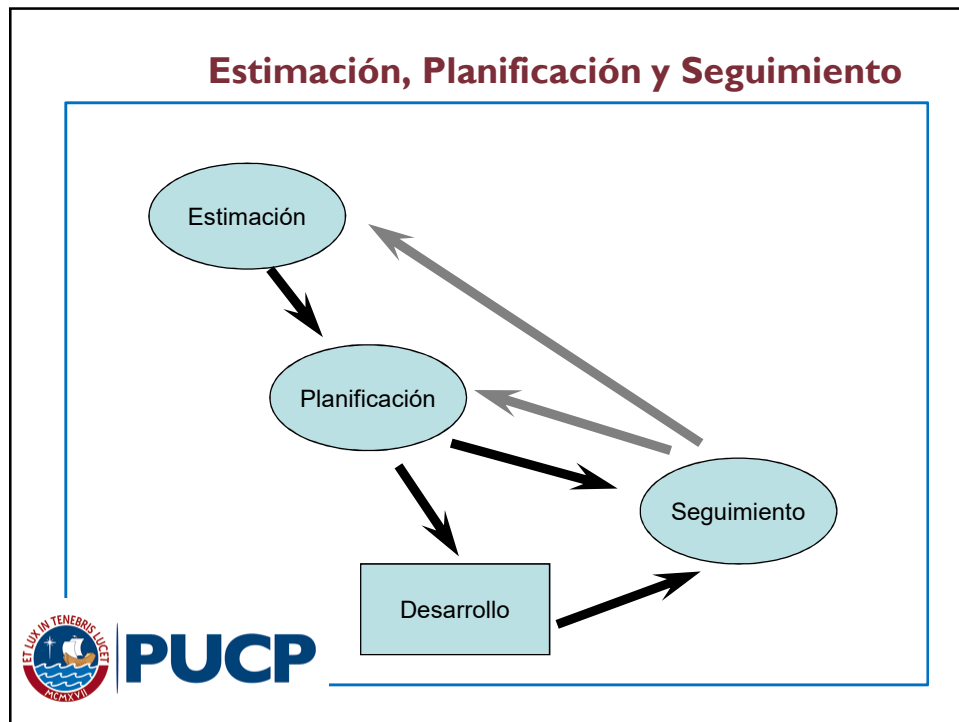 Estimación, Planificación y Seguimiento
Estimación
Planificación
Seguimiento
Desarrollo
ET LUX IN TENEBRIS LUCET
MCMXVII
PUCP